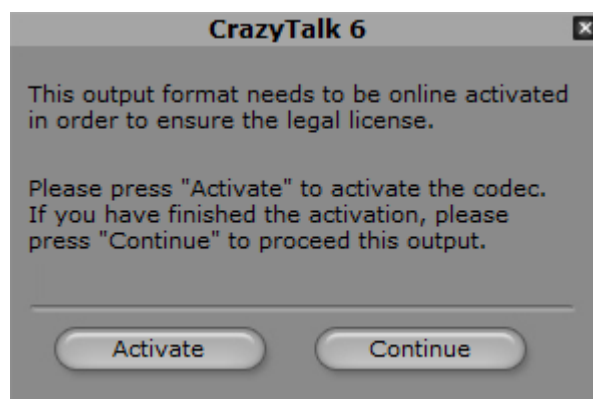 CrazyTalk 6
This output format needs to be online activated
in order to ensure the legal license.
Please press "Activate" to activate the codec.
If you have finished the activation, please
press "Continue" to proceed this output.
Activate
Continue